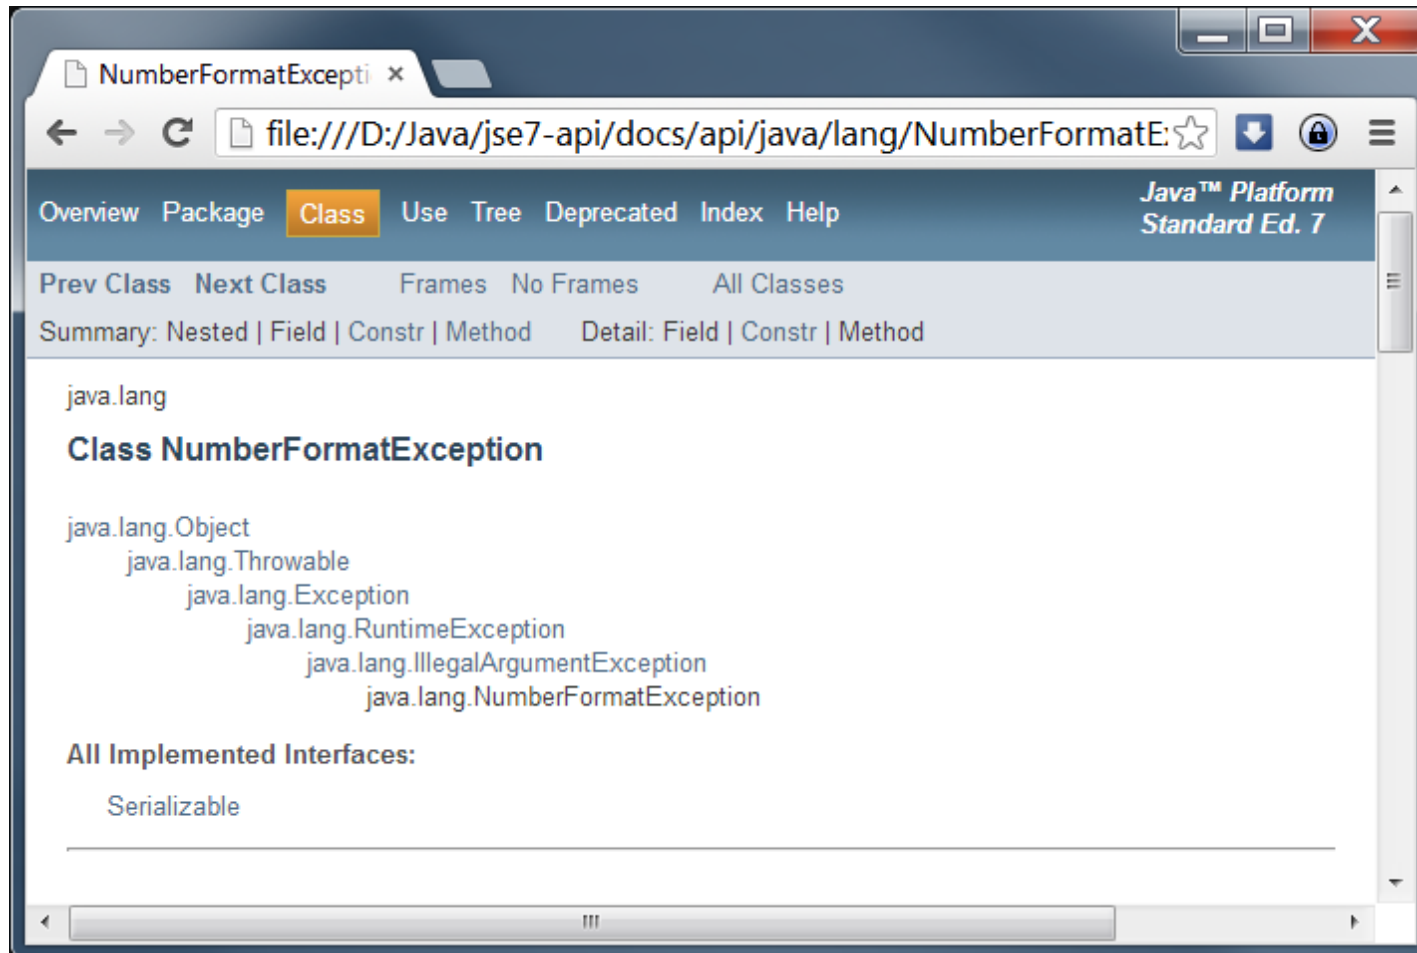 NumberFormatExcepti
file:///D:/Java/jse7-api/docs/api/java/lang/NumberFormatE
Overview Package Class Use Tree Deprecated Index Help
Java™ Platform
Standard Ed. 7
Prev Class Next Class Frames No Frames All Classes
Summary: Nested | Field | Constr | Method Detail: Field | Constr | Method
java.lang
Class NumberFormatException
java.lang.Object
java.lang.Throwable
java.lang.Exception
java.lang.RuntimeException
java.lang.IllegalArgumentException
java.lang.NumberFormatException
All Implemented Interfaces:
Serializable